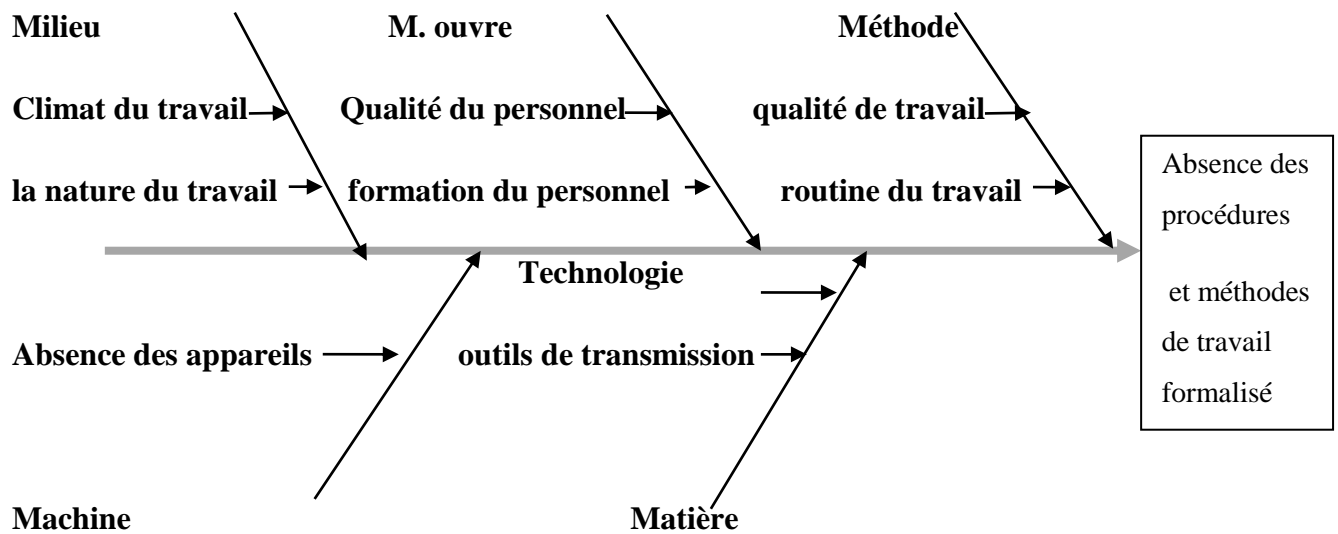 Milieu M. ouvre Méthode
Climat du travail Qualité du personnel qualité de travail
la nature du travail formation du personnel routine du travail
Absence des
procédures
et méthodes
de travail
formalisé
Technologie
Absence des appareils outils de transmission
Machine Matière